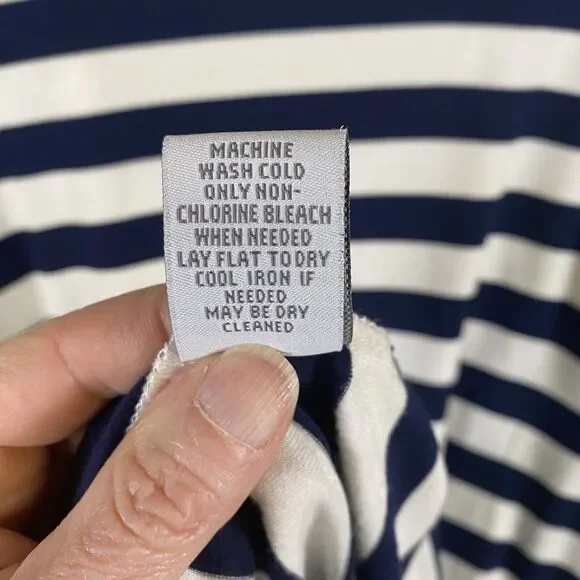 MACHINE
WASH COLD
ONLY NON-
CHLORINE BLEACH
WHEN NEEDED
LAY FLAT TO DRY
COOL IRON IF
NEEDED
MAY BE DRY
CLEANED